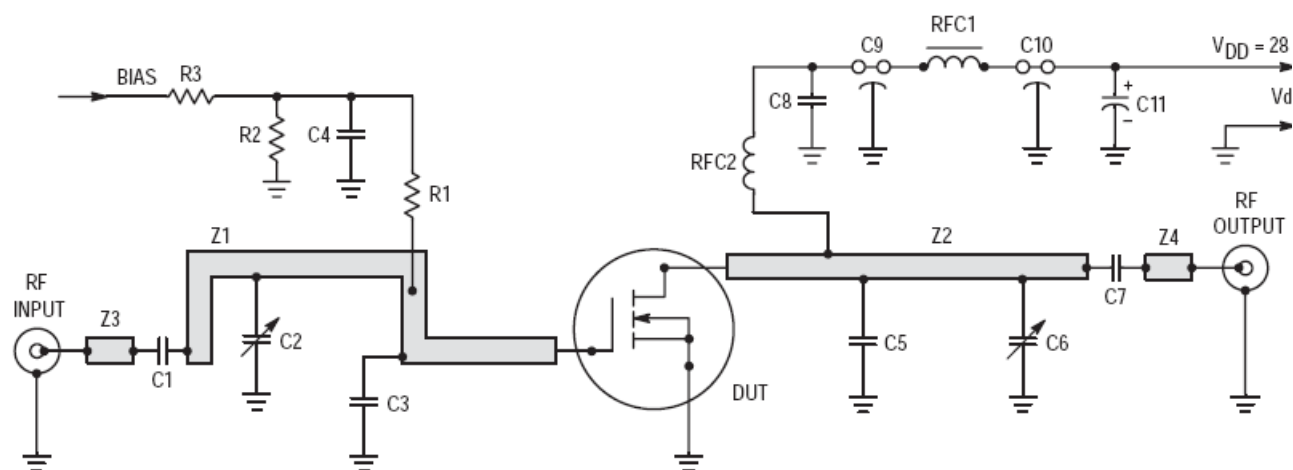 RFC1
C9
C10
V_DD = 28
BIAS
R3
C8
+
C11
–
Vd
R2
C4
RFC2
R1
RF
OUTPUT
Z1
Z2
Z4
RF
INPUT
Z3
C7
C2
C5
C6
C1
DUT
C3